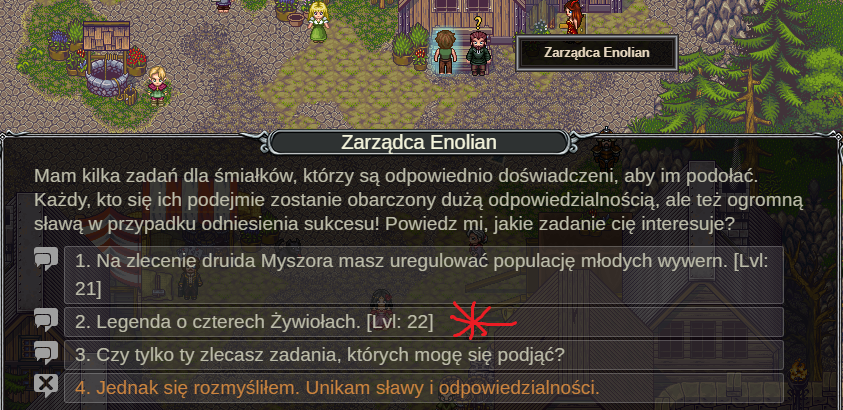 ?
Zarządca Enolian
Zarządca Enolian
Mam kilka zadań dla śmiałków, którzy są odpowiednio doświadczeni, aby im podołać.
Każdy, kto się ich podejmie zostanie obarczony dużą odpowiedzialnością, ale też ogromną
sławą w przypadku odniesienia sukcesu! Powiedz mi, jakie zadanie cię interesuje?
1. Na zlecenie druida Myszora masz uregulować populację młodych wywern. [Lvl:
21]
2. Legenda o czterech Żywiołach. [Lvl: 22]
3. Czy tylko ty zlecasz zadania, których mogę się podjąć?
4. Jednak się rozmyśliłem. Unikam sławy i odpowiedzialności.